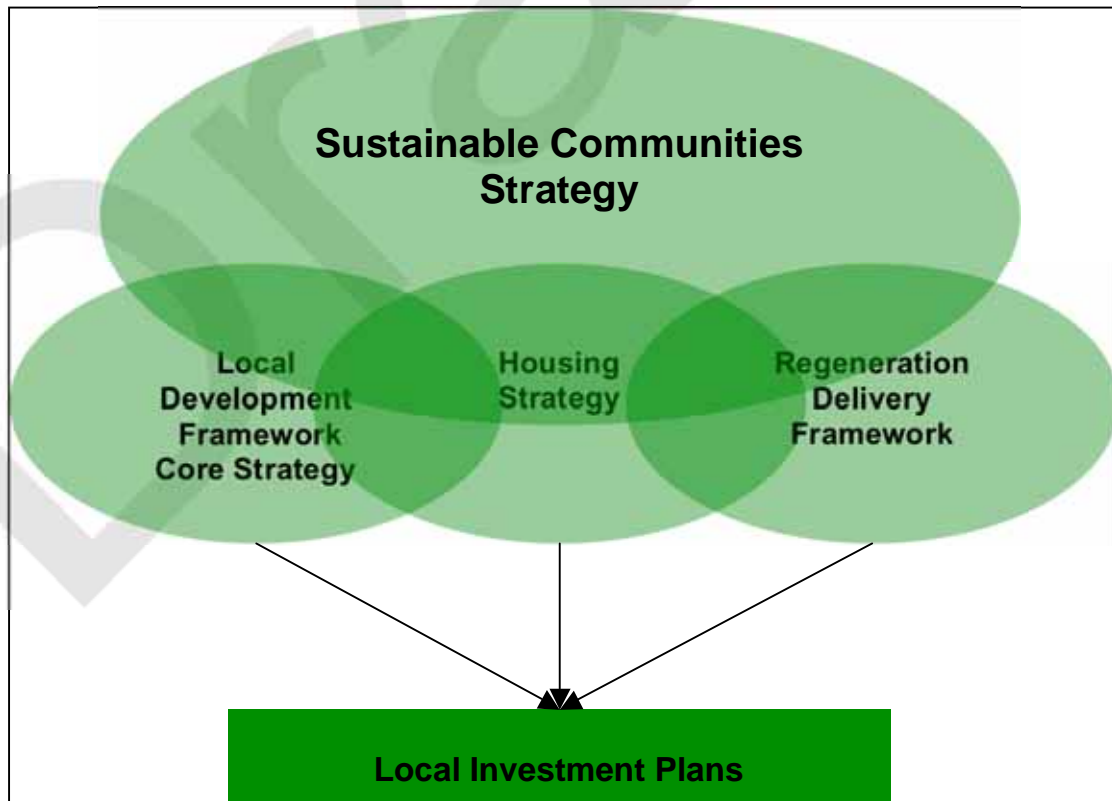 Sustainable Communities
Strategy
Local
Development
Framework
Core Strategy
Housing
Strategy
Regeneration
Delivery
Framework
Local Investment Plans